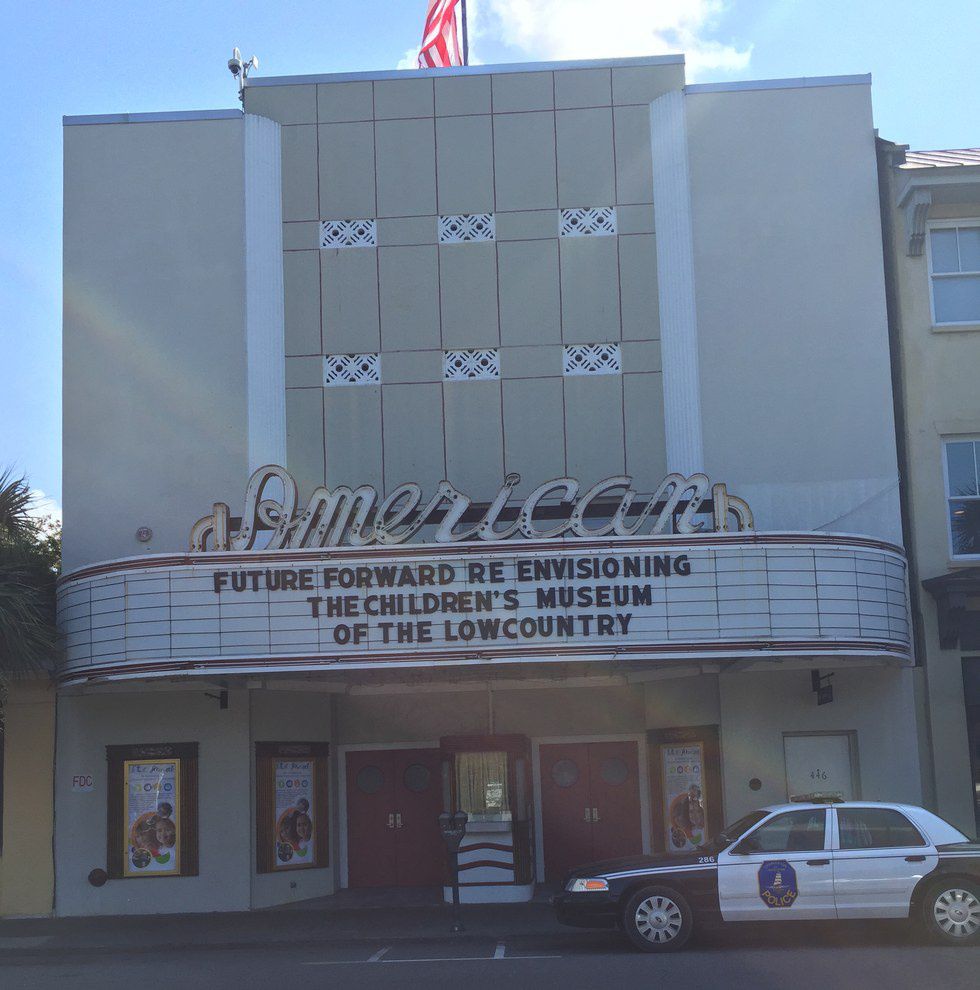 American
FUTURE FORWARD RE ENVISIONING
THE CHILDREN'S MUSEUM
OF THE LOWCOUNTRY
FDC
446
286
POLICE